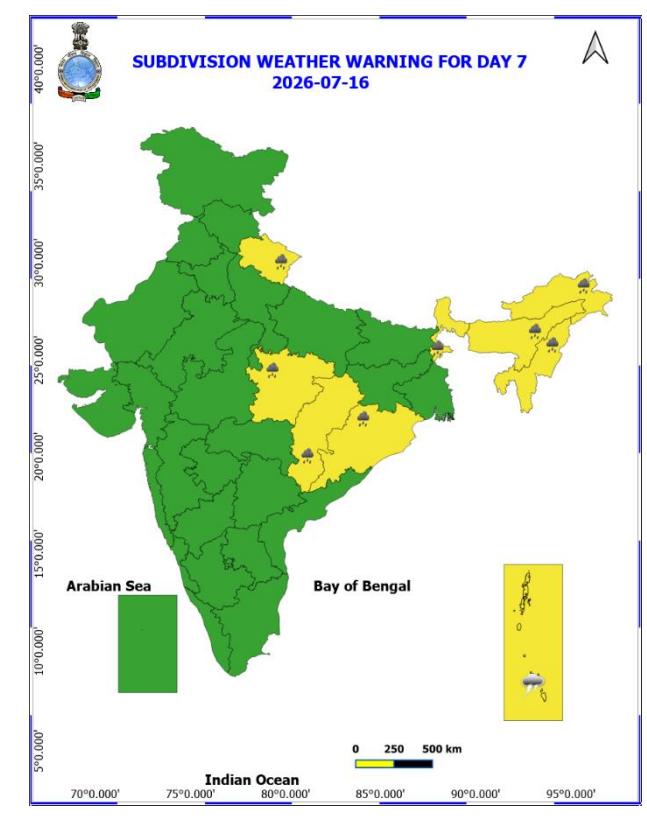 SUBDIVISION WEATHER WARNING FOR DAY 7
2026-07-16
40°0.000'
35°0.000'
30°0.000'
25°0.000'
20°0.000'
15°0.000'
10°0.000'
5°0.000'
Arabian Sea
Bay of Bengal
0 250 500 km
Indian Ocean
70°0.000' 75°0.000' 80°0.000' 85°0.000' 90°0.000' 95°0.000'